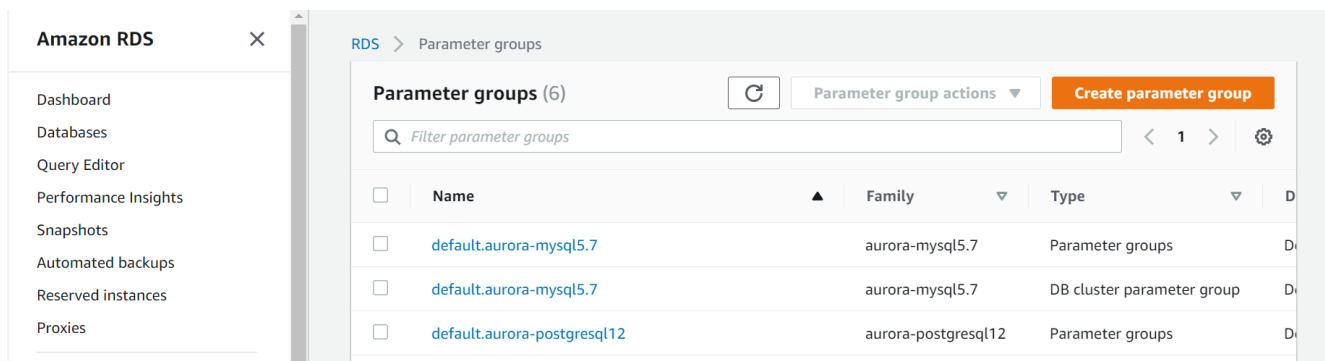 Amazon RDS
Dashboard
Databases
Query Editor
Performance Insights
Snapshots
Automated backups
Reserved instances
Proxies
RDS > Parameter groups
Parameter groups (6)
Parameter group actions
Create parameter group
Filter parameter groups
1
Name Family Type D
default.aurora-mysql5.7 aurora-mysql5.7 Parameter groups
default.aurora-mysql5.7 aurora-mysql5.7 DB cluster parameter group
default.aurora-postgresql12 aurora-postgresql12 Parameter groups